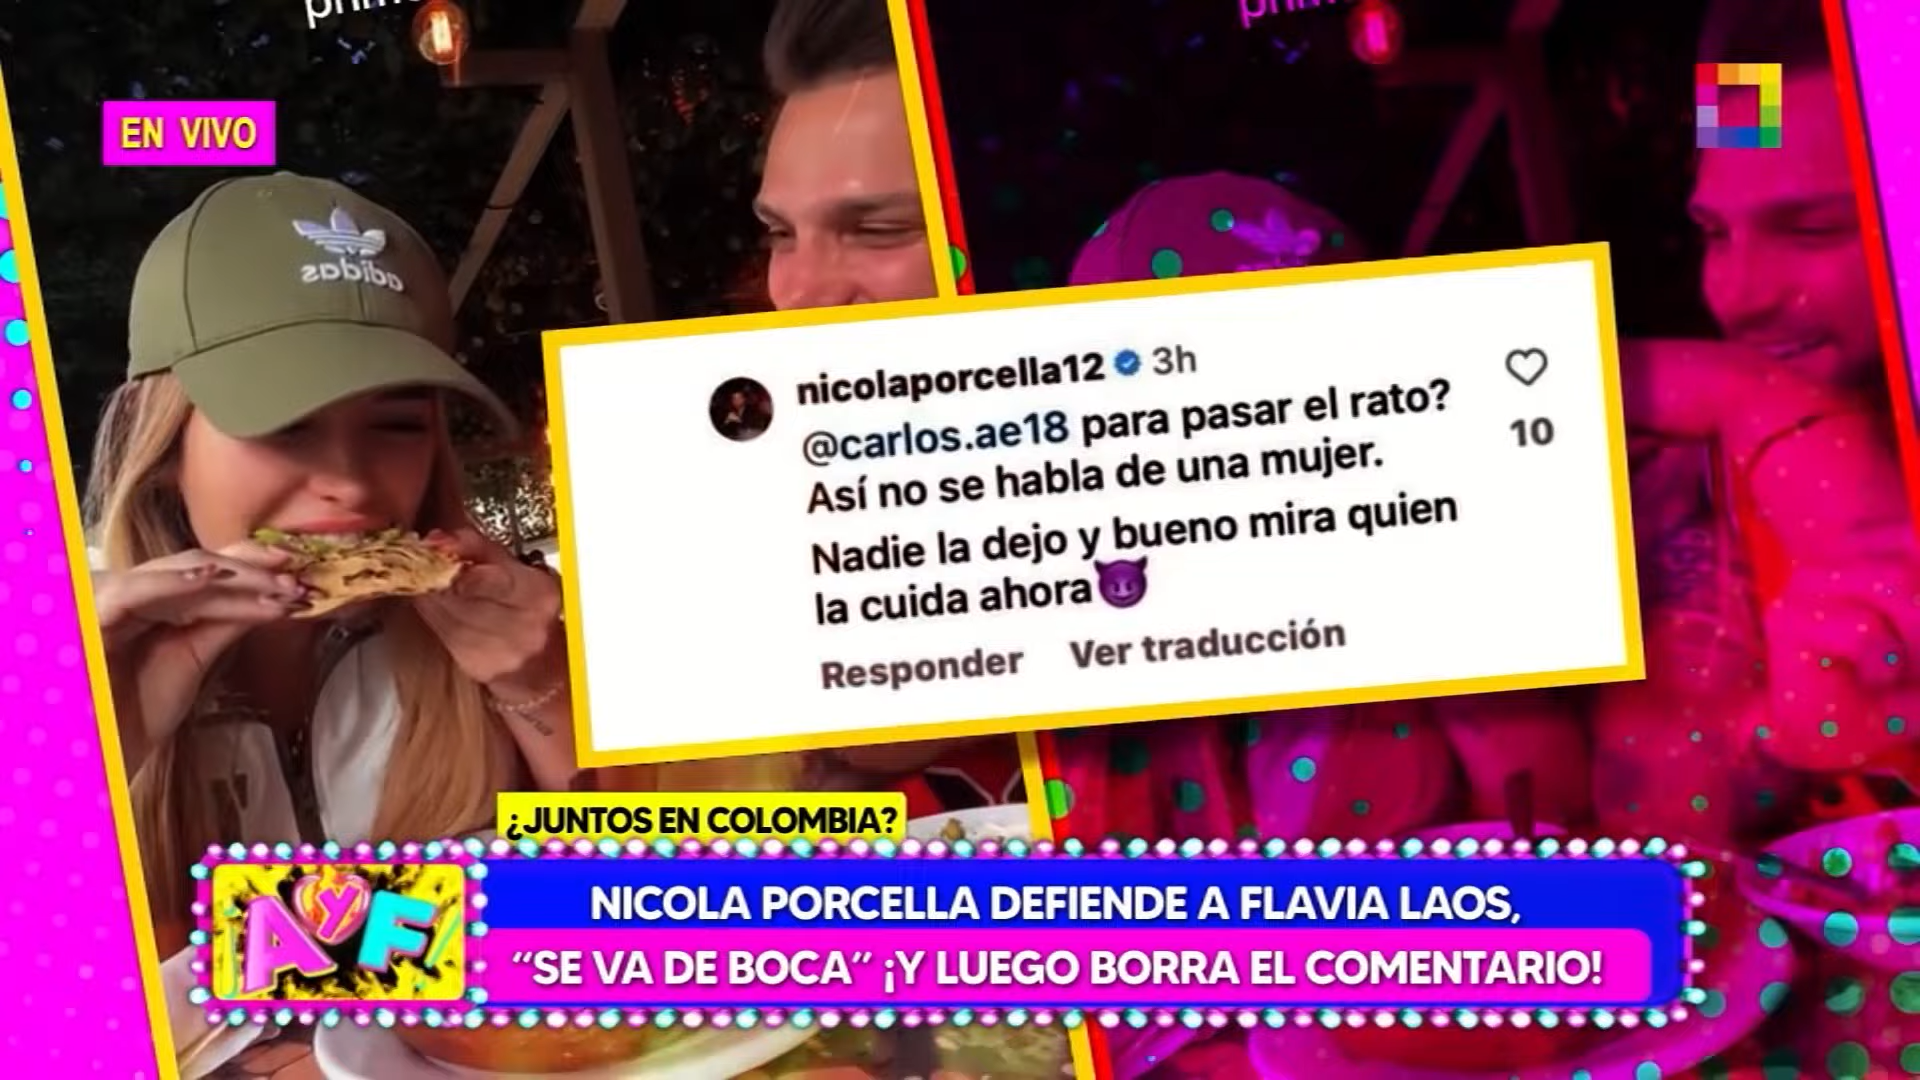 EN VIVO
adidas
nicolaporcella12 3h
@carlos.ae18 para pasar el rato?
Así no se habla de una mujer.
Nadie la dejo y bueno mira quien
la cuida ahora😈
10
Responder Ver traducción
¿JUNTOS EN COLOMBIA?
¡AyF!
NICOLA PORCELLA DEFIENDE A FLAVIA LAOS,
“SE VA DE BOCA” ¡Y LUEGO BORRA EL COMENTARIO!